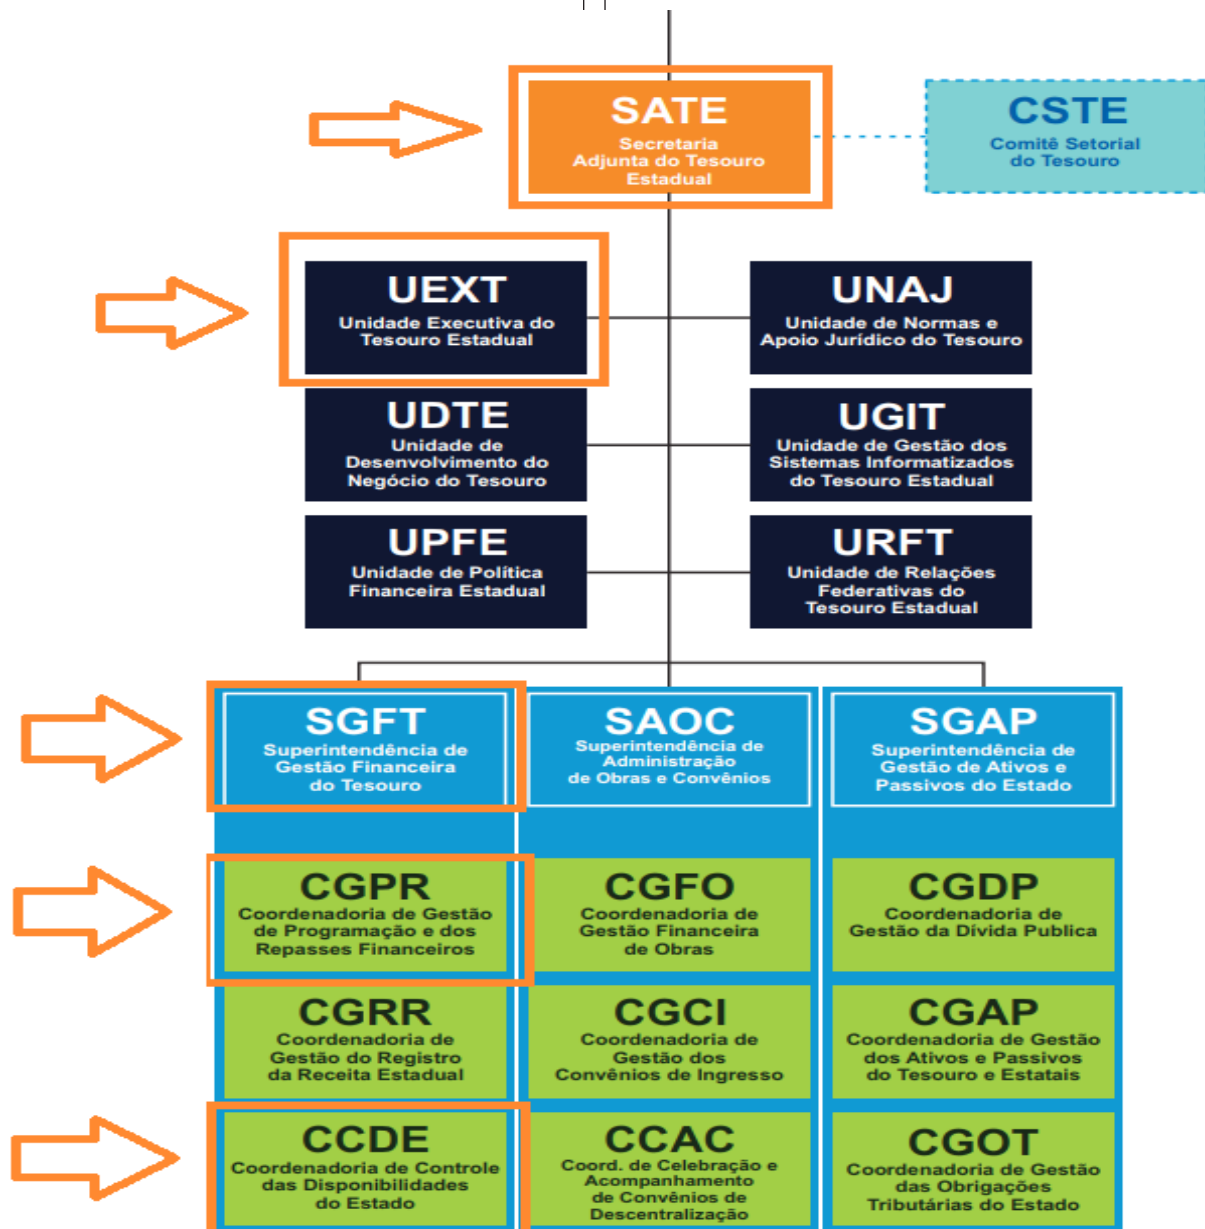 SATE
Secretaria
Adjunta do Tesouro
Estadual
CSTE
Comitê Setorial
do Tesouro
UEXT
Unidade Executiva do
Tesouro Estadual
UNAJ
Unidade de Normas e
Apoio Jurídico do Tesouro
UDTE
Unidade de
Desenvolvimento do
Negócio do Tesouro
UGIT
Unidade de Gestão dos
Sistemas Informatizados
do Tesouro Estadual
UPFE
Unidade de Política
Financeira Estadual
URFT
Unidade de Relações
Federativas do
Tesouro Estadual
SGFT
Superintendência de
Gestão Financeira
do Tesouro
SAOC
Superintendência de
Administração
de Obras e Convênios
SGAP
Superintendência de
Gestão de Ativos e
Passivos do Estado
CGPR
Coordenadoria de Gestão
de Programação e dos
Repasses Financeiros
CGFO
Coordenadoria de
Gestão Financeira
de Obras
CGDP
Coordenadoria de
Gestão da Dívida Publica
CGRR
Coordenadoria de
Gestão do Registro
da Receita Estadual
CGCI
Coordenadoria de
Gestão dos
Convênios de Ingresso
CGAP
Coordenadoria de Gestão
dos Ativos e Passivos
do Tesouro e Estatais
CCDE
Coordenadoria de Controle
das Disponibilidades
do Estado
CCAC
Coord. de Celebração e
Acompanhamento
de Convênios de
Descentralização
CGOT
Coordenadoria de Gestão
das Obrigações
Tributárias do Estado